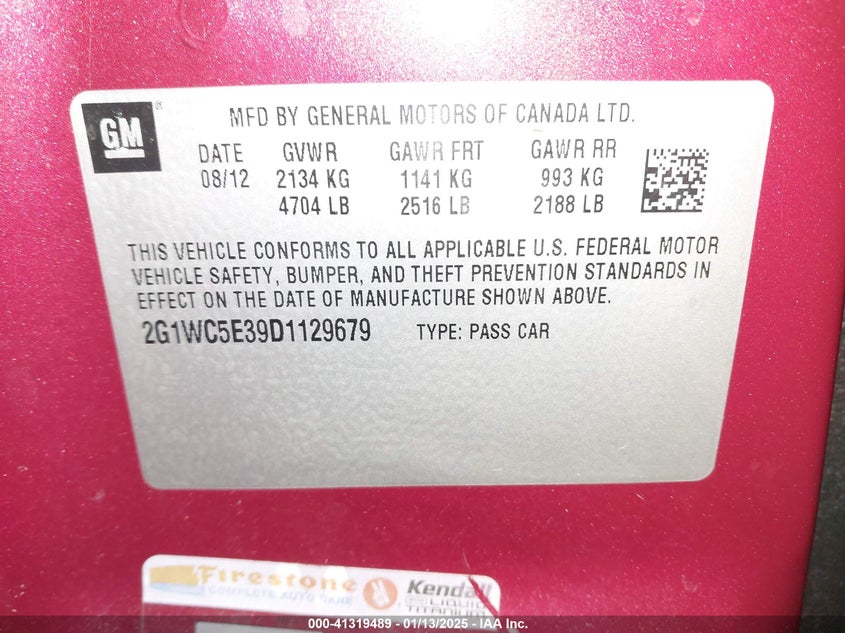 GM®
MFD BY GENERAL MOTORS OF CANADA LTD.
DATE GVWR GAWR FRT GAWR RR
08/12 2134 KG 1141 KG 993 KG
4704 LB 2516 LB 2188 LB
THIS VEHICLE CONFORMS TO ALL APPLICABLE U.S. FEDERAL MOTOR
VEHICLE SAFETY, BUMPER, AND THEFT PREVENTION STANDARDS IN
EFFECT ON THE DATE OF MANUFACTURE SHOWN ABOVE.
2G1WC5E39D1129679 TYPE: PASS CAR
Firestone Kendall
COMPLETE AUTO CARE LIQUID
TITANIUM
000-41319489 - 01/13/2025 - IAA Inc.